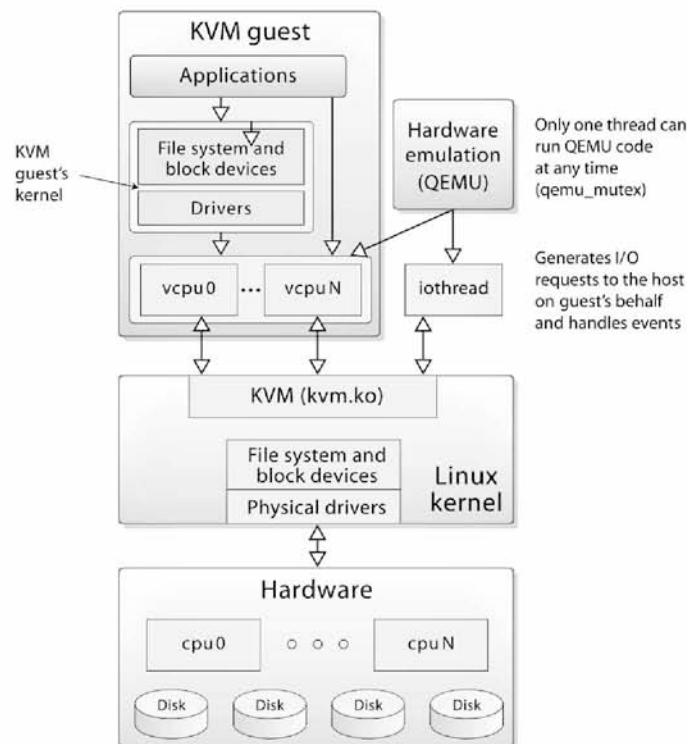 KVM guest
Applications
KVM
guest's
kernel
File system and
block devices
Drivers
vcpu0 ... vcpuN
Hardware
emulation
(QEMU)
Only one thread can
run QEMU code
at any time
(qemu_mutex)
iothread
Generates I/O
requests to the host
on guest's behalf
and handles events
KVM (kvm.ko)
File system and
block devices
Physical drivers
Linux
kernel
Hardware
cpu0 cpuN
Disk Disk Disk Disk